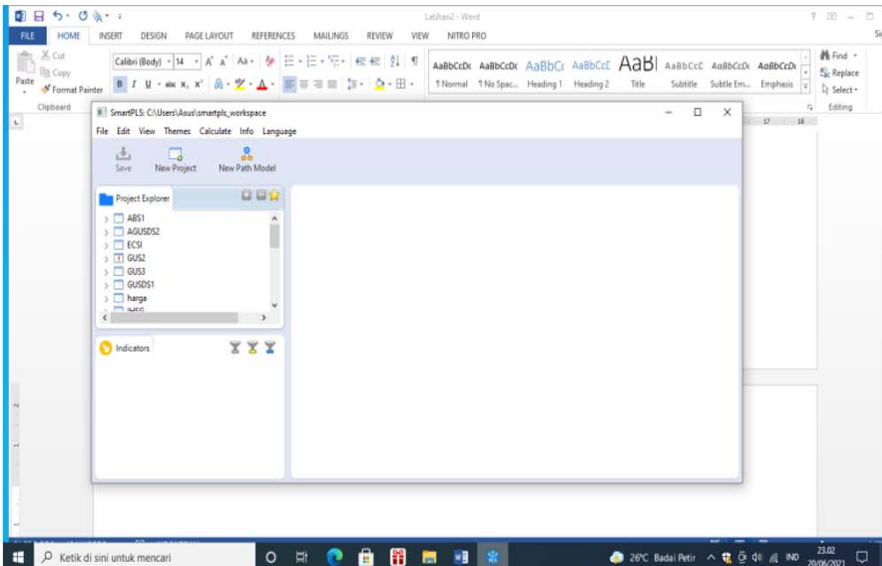 Latihan2 - Word
FILE HOME INSERT DESIGN PAGE LAYOUT REFERENCES MAILINGS REVIEW VIEW NITRO PRO
Cut
Copy
Format Painter
Paste
Clipboard
Calibri (Body) 14
AaBbCcDc AaBbCcDc AaBbCc AaBbCcC AaBl AaBbCcC AaBbCcDc AaBbCcDc
¶ Normal ¶ No Spac... Heading 1 Heading 2 Title Subtitle Subtle Em... Emphasis
Find
Replace
Select
Editing
17 18
SmartPLS: C:\Users\Asus\smartpls_workspace
File Edit View Themes Calculate Info Language
Save New Project New Path Model
Project Explorer
ABS1
AGUSDS2
ECSI
GUS2
GUS3
GUSDS1
harga
Indicators
Ketik di sini untuk mencari
26°C Badai Petir
IND
23.02
20/06/2021